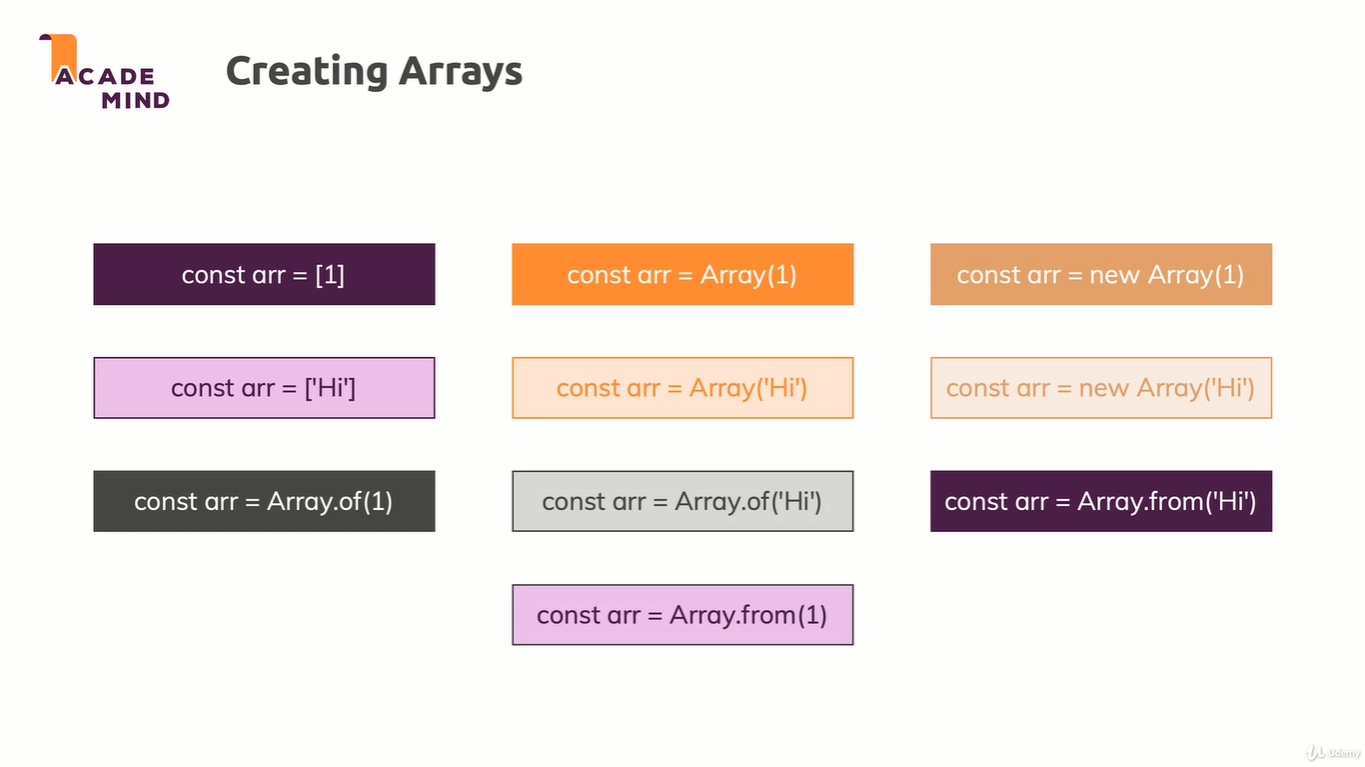 ACADE
MIND
Creating Arrays
const arr = [1]
const arr = Array(1)
const arr = new Array(1)
const arr = ['Hi']
const arr = Array('Hi')
const arr = new Array('Hi')
const arr = Array.of(1)
const arr = Array.of('Hi')
const arr = Array.from('Hi')
const arr = Array.from(1)
Udemy